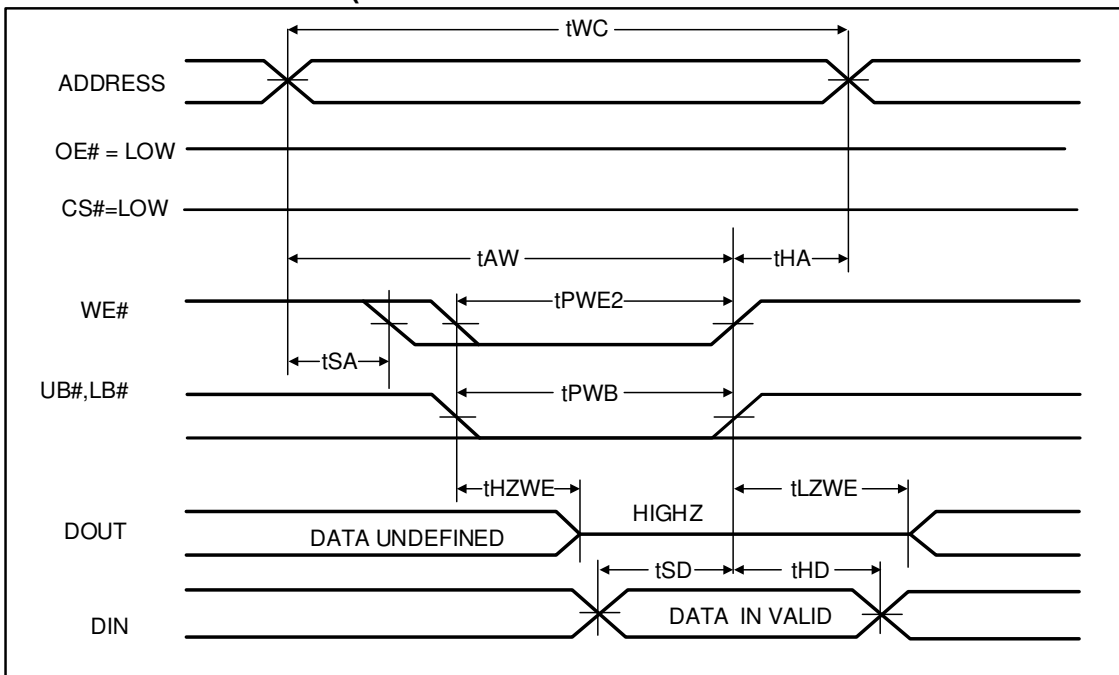 tWC
ADDRESS
OE# = LOW
CS#=LOW
tAW
tHA
WE#
tPWE2
tSA
UB#,LB#
tPWB
tHZWE
tLZWE
HIGHZ
DOUT
DATA UNDEFINED
tSD
tHD
DATA IN VALID
DIN